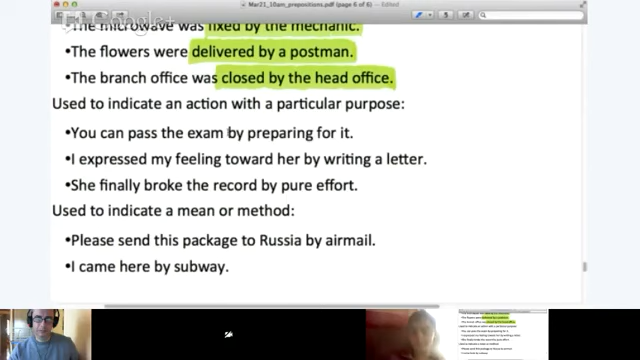 Mar21_10am_prepositions.pdf (page 6 of 6) — Edited
Google+
The microwave was fixed by the mechanic.
•The flowers were delivered by a postman.
•The branch office was closed by the head office.
Used to indicate an action with a particular purpose:
•You can pass the exam by preparing for it.
•I expressed my feeling toward her by writing a letter.
•She finally broke the record by pure effort.
Used to indicate a mean or method:
•Please send this package to Russia by airmail.
•I came here by subway.